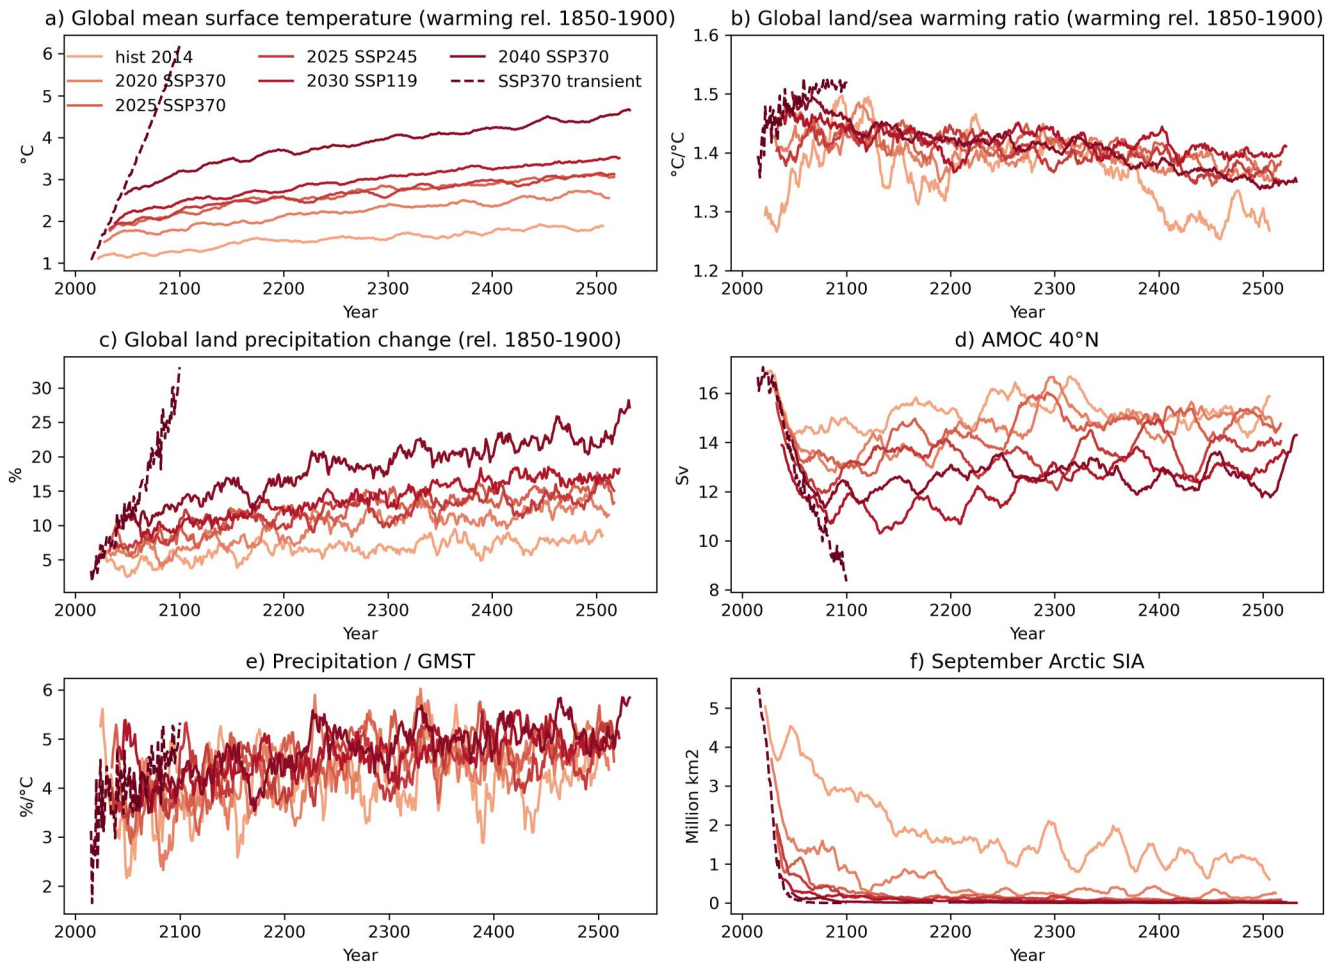 a) Global mean surface temperature (warming rel. 1850-1900)
6
5
4
3
2
1
°C
hist 2014
2020 SSP370
2025 SSP370
2025 SSP245
2030 SSP119
2040 SSP370
SSP370 transient
2000 2100 2200 2300 2400 2500
Year
b) Global land/sea warming ratio (warming rel. 1850-1900)
1.6
1.5
1.4
1.3
1.2
°C/°C
2000 2100 2200 2300 2400 2500
Year
c) Global land precipitation change (rel. 1850-1900)
30
25
20
15
10
5
%
2000 2100 2200 2300 2400 2500
Year
d) AMOC 40°N
16
14
12
10
8
Sv
2000 2100 2200 2300 2400 2500
Year
e) Precipitation / GMST
6
5
4
3
2
%/°C
2000 2100 2200 2300 2400 2500
Year
f) September Arctic SIA
5
4
3
2
1
0
Million km2
2000 2100 2200 2300 2400 2500
Year